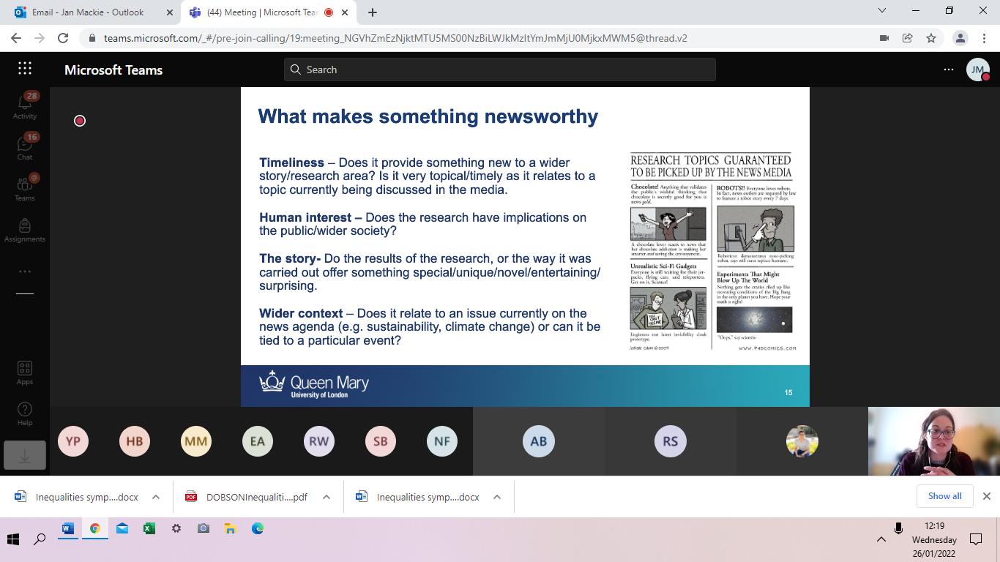 Email - Jan Mackie - Outlook
(44) Meeting | Microsoft Tea
teams.microsoft.com/_#/pre-join-calling/19:meeting_NGVhZmEzNjktMTU5MS00NzBiLWJkMzItYmJmMjU0MjkxMWM5@thread.v2
Microsoft Teams
Search
JM
28
Activity
16
Chat
@
Teams
Assignments
Apps
Help
What makes something newsworthy
Timeliness – Does it provide something new to a wider
story/research area? Is it very topical/timely as it relates to a
topic currently being discussed in the media.
Human interest – Does the research have implications on
the public/wider society?
The story- Do the results of the research, or the way it was
carried out offer something special/unique/novel/entertaining/
surprising.
Wider context – Does it relate to an issue currently on the
news agenda (e.g. sustainability, climate change) or can it be
tied to a particular event?
RESEARCH TOPICS GUARANTEED
TO BE PICKED UP BY THE NEWS MEDIA
Chocolate! Anything that validates
the public's wishful thinking that
chocolate is secretly good for you is
news gold.
A chocolate lover reacts to news that
her chocolate addiction is making her
smarter and saving the environment.
Unrealistic Sci-Fi Gadgets
Everyone is still waiting for their jet-
packs, flying cars, and teleporters.
Get on it, Science!
YOU CAN'T SEE ME
Engineers test latest invisibility cloak
prototype.
JORGE CHAM © 2009
ROBOTS!! Everyone loves robots.
In fact, news outlets are required by law
to feature a robot story every 7 days.
Roboticist demonstrates nose-picking
robot, says will soon replace humans.
Experiments That Might
Blow Up The World
Nothing gets the crazies riled up like
recreating conditions of the Big Bang
in the only planet you have. Hope your
math is right!
"Oops," say scientis-
WWW.PHDCOMICS.COM
Queen Mary
University of London
15
YP
HB
MM
EA
RW
SB
NF
AB
RS
Inequalities symp....docx
DOBSONInequaliti....pdf
Inequalities symp....docx
Show all
12:19
Wednesday
26/01/2022